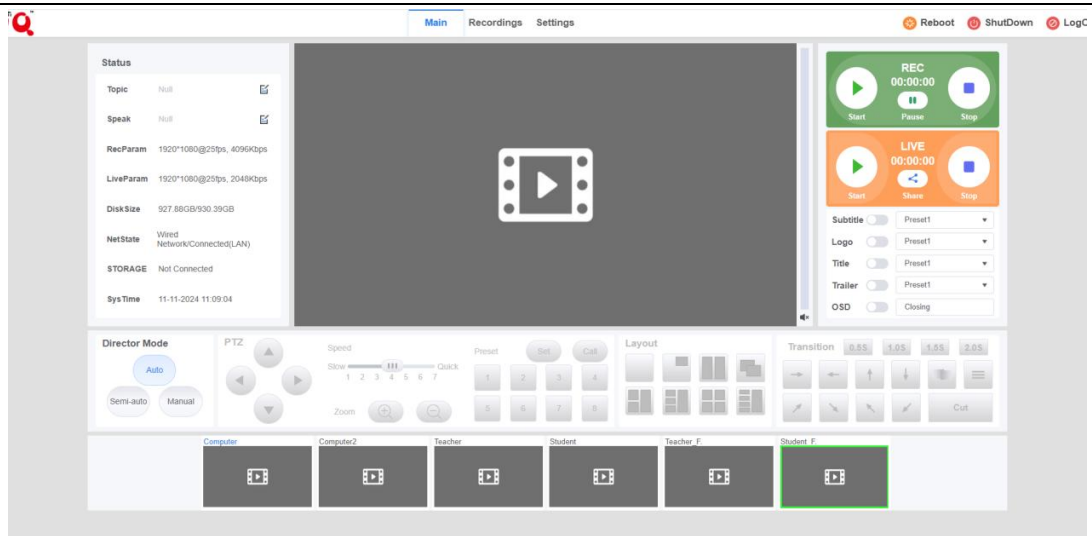 Main Recordings Settings Reboot ShutDown LogO
Status
Topic Null
Speak Null
RecParam 1920*1080@25fps, 4096Kbps
LiveParam 1920*1080@25fps, 2048Kbps
DiskSize 927.88GB/930.39GB
NetState Wired
Network/Connected(LAN)
STORAGE Not Connected
SysTime 11-11-2024 11:09:04
REC
00:00:00
Start Pause Stop
LIVE
00:00:00
Start Share Stop
Subtitle Preset1
Logo Preset1
Title Preset1
Trailer Preset1
OSD Closing
Director Mode
Auto
Semi-auto Manual
PTZ
Speed
Slow Quick
1 2 3 4 5 6 7
Zoom
Preset Set Call
1 2 3 4
5 6 7 8
Layout
Transition 0.5S 1.0S 1.5S 2.0S
Cut
Computer Computer2 Teacher Student Teacher_F. Student_F.